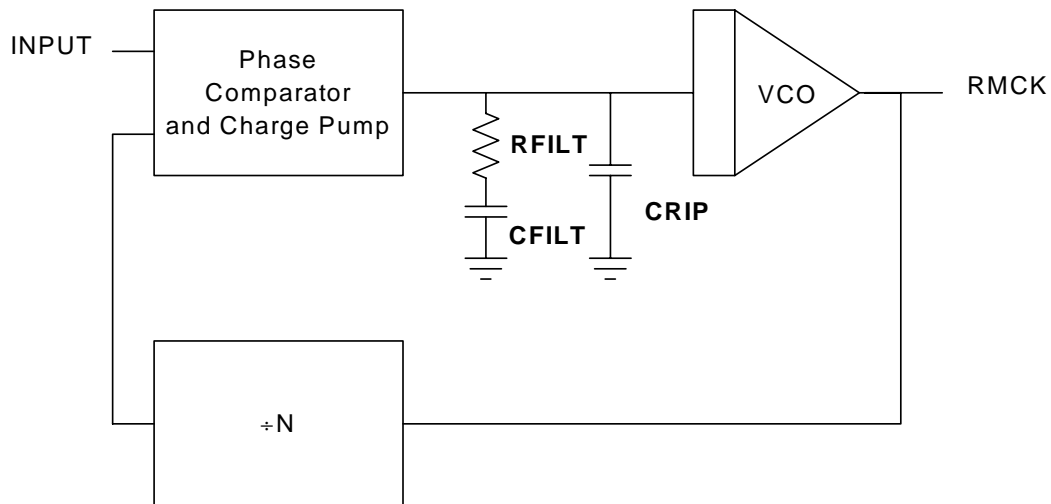 INPUT
Phase
Comparator
and Charge Pump
VCO
RMCK
RFILT
CRIP
CFILT
÷N